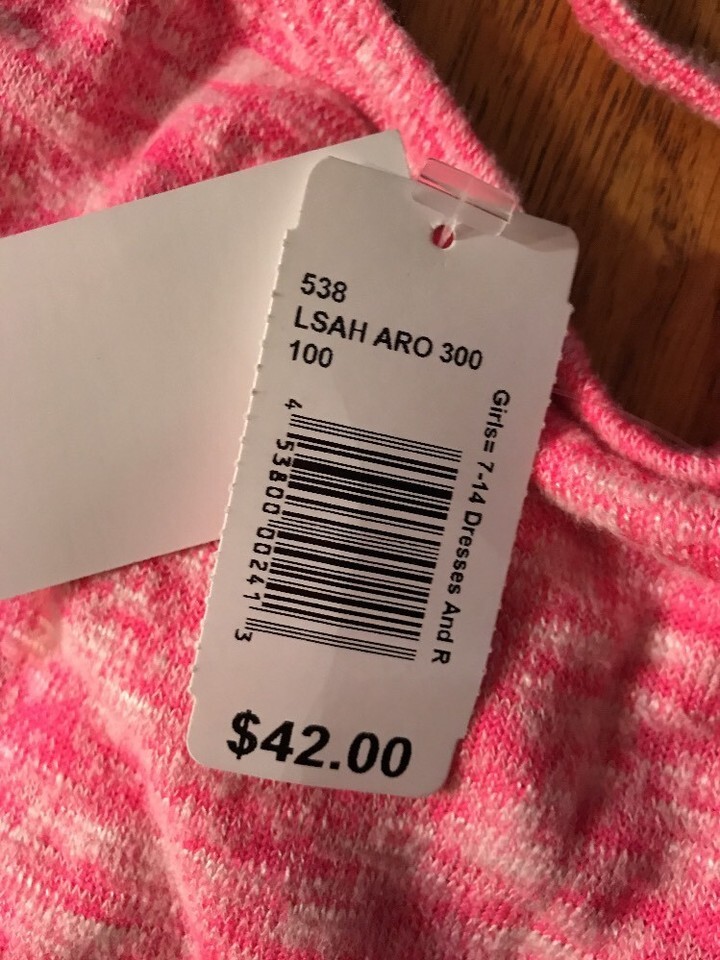 538
LSAH ARO 300
100
Girls= 7-14 Dresses And R
4 53800 00241 3
$42.00